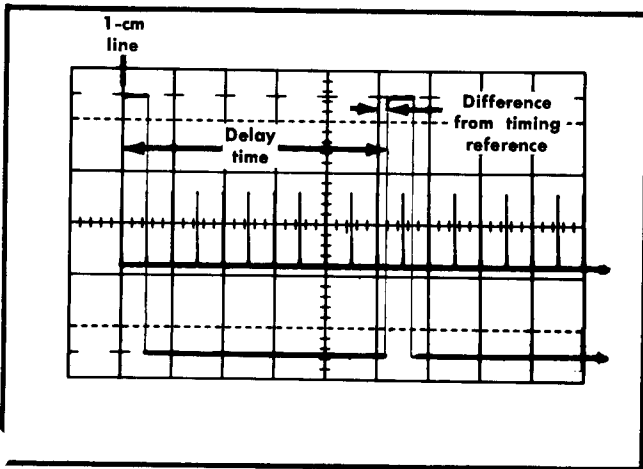 1-cm
line
Delay
time
Difference
from timing
reference